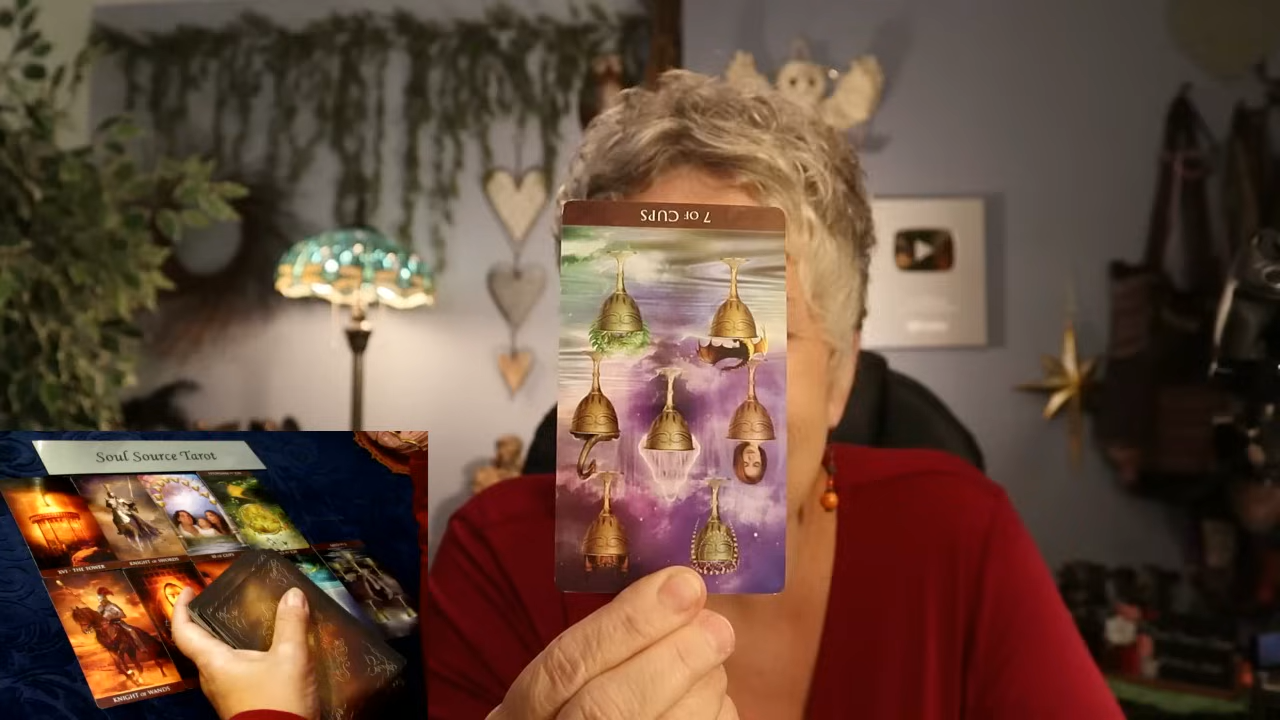 7 OF CUPS
Soul Source Tarot
XVI · THE TOWER
KNIGHT OF SWORDS
KNIGHT OF WANDS